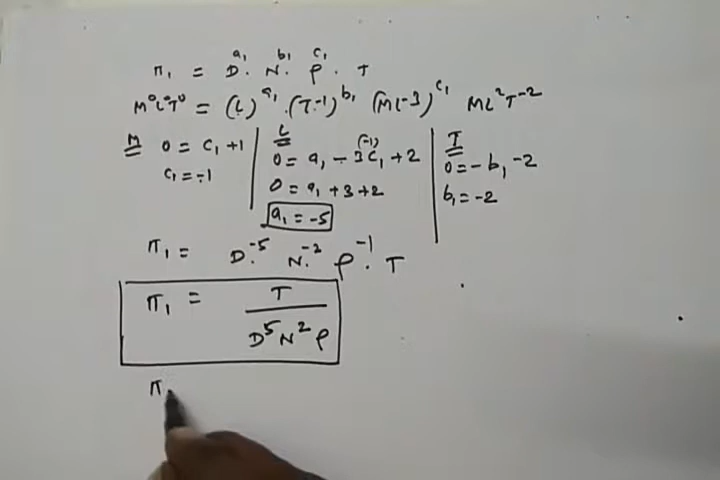 π₁ = D^a₁. N.^b₁ ρ^c₁. T
M⁰L⁰T⁰ = (L)^a₁ .(T-1)^b₁ (ML-3)^c₁ ML²T⁻²
M 0 = C₁ + 1
C₁ = -1
L
(-1)
0 = a₁ - 3C₁ + 2
0 = a₁ + 3 + 2
a₁ = -5
T
0 = -b₁ -2
b₁ = -2
π₁ = D.⁻⁵ N.⁻² ρ⁻¹. T
π₁ = T / D⁵N²ρ
π